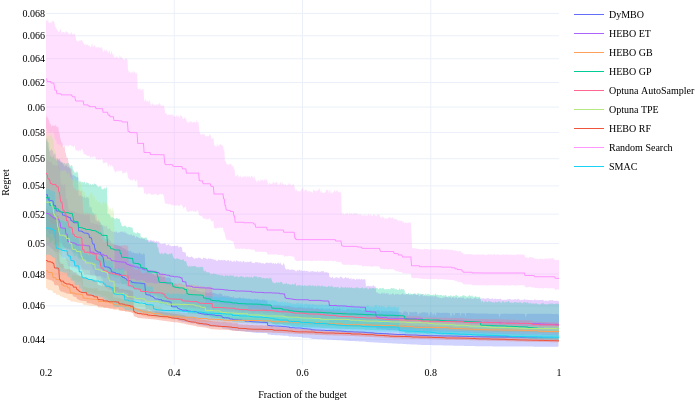 0.068
0.066
0.064
0.062
0.06
0.058
0.056
0.054
0.052
0.05
0.048
0.046
0.044
Regret
0.2 0.4 0.6 0.8 1
Fraction of the budget
DyMBO
HEBO ET
HEBO GB
HEBO GP
Optuna AutoSampler
Optuna TPE
HEBO RF
Random Search
SMAC